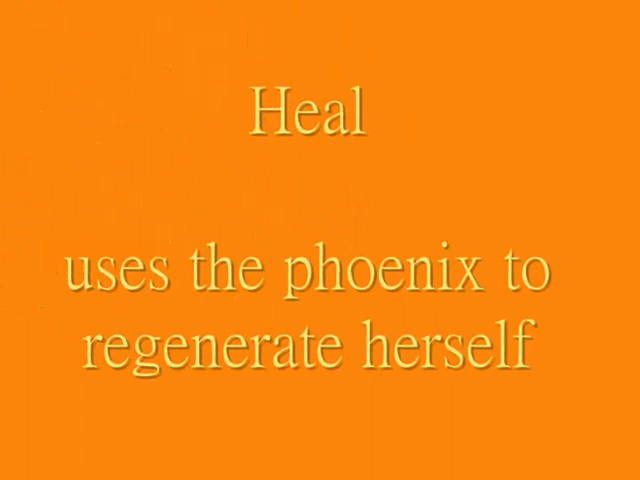 Heal
uses the phoenix to
regenerate herself